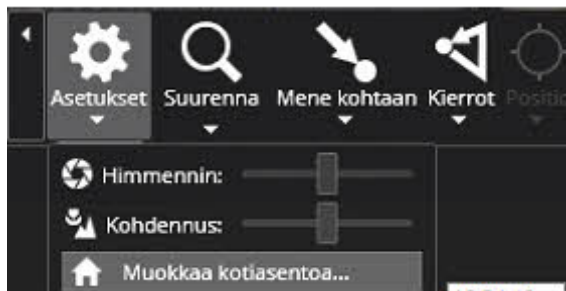 Asetukset Suurenna Mene kohtaan Kierrot
Himmennin:
Kohdennus:
Muokkaa kotiasentoa...